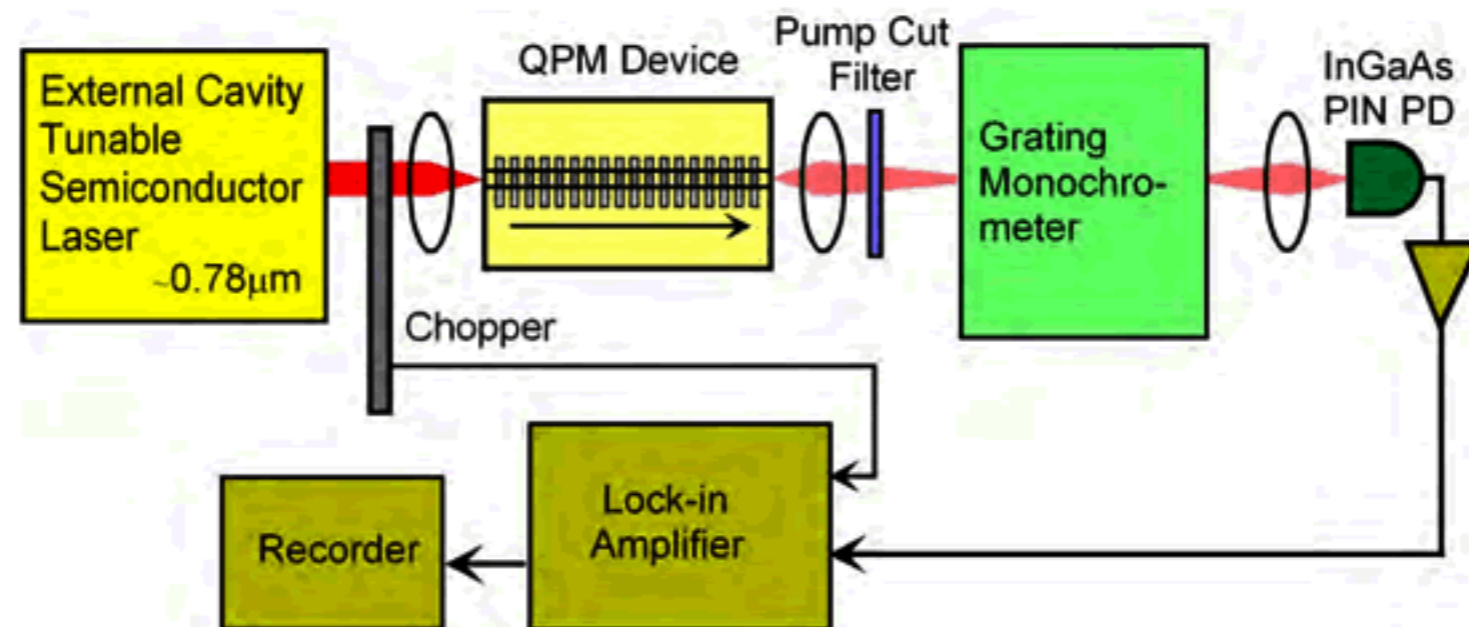 External Cavity
Tunable
Semiconductor
Laser
~0.78μm
QPM Device
Pump Cut
Filter
Grating
Monochro-
meter
InGaAs
PIN PD
Chopper
Lock-in
Amplifier
Recorder